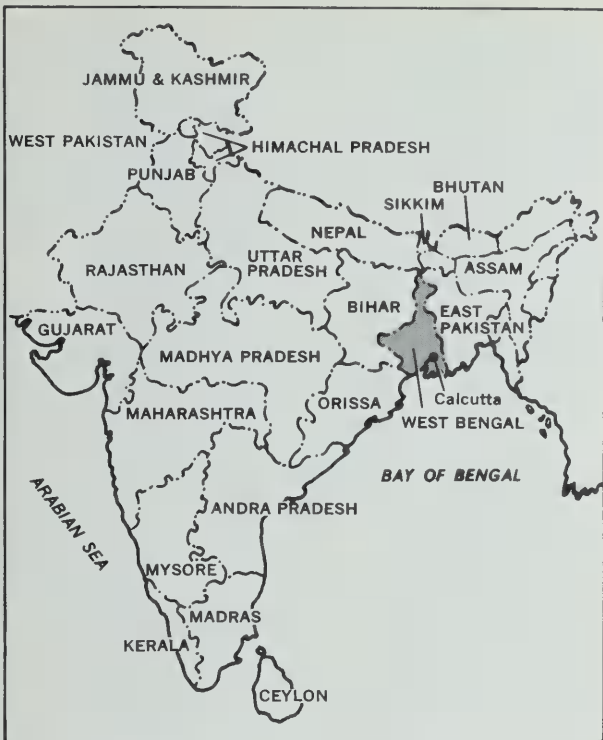 JAMMU & KASHMIR
WEST PAKISTAN
HIMACHAL PRADESH
PUNJAB
BHUTAN
SIKKIM
NEPAL
UTTAR
PRADESH
RAJASTHAN
ASSAM
BIHAR
EAST
PAKISTAN
GUJARAT
MADHYA PRADESH
Calcutta
MAHARASHTRA
ORISSA
WEST BENGAL
BAY OF BENGAL
ARABIAN SEA
ANDRA PRADESH
MYSORE
MADRAS
KERALA
CEYLON